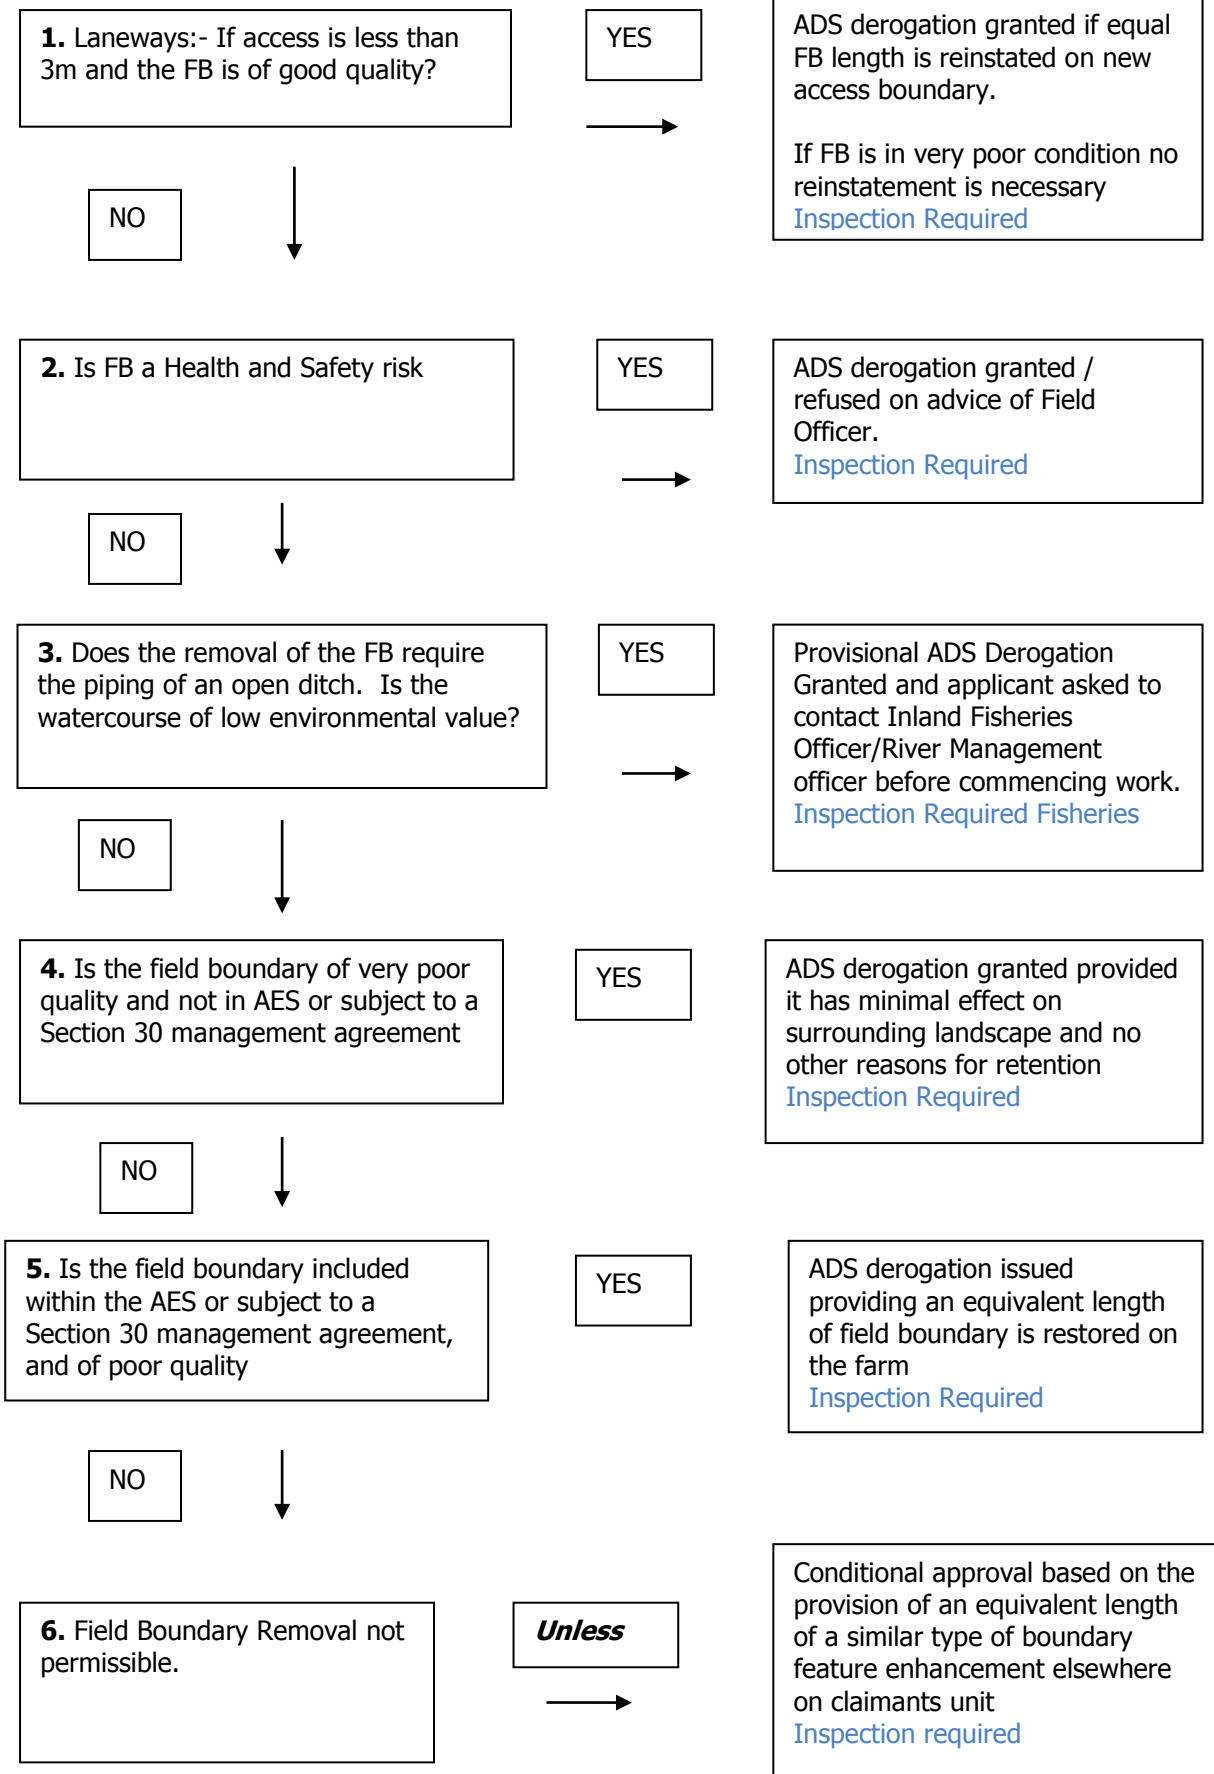 1. Laneways:- If access is less than
3m and the FB is of good quality?
YES
ADS derogation granted if equal
FB length is reinstated on new
access boundary.
If FB is in very poor condition no
reinstatement is necessary
Inspection Required
NO
2. Is FB a Health and Safety risk
YES
ADS derogation granted /
refused on advice of Field
Officer.
Inspection Required
NO
3. Does the removal of the FB require
the piping of an open ditch.  Is the
watercourse of low environmental value?
YES
Provisional ADS Derogation
Granted and applicant asked to
contact Inland Fisheries
Officer/River Management
officer before commencing work.
Inspection Required Fisheries
NO
4. Is the field boundary of very poor
quality and not in AES or subject to a
Section 30 management agreement
YES
ADS derogation granted provided
it has minimal effect on
surrounding landscape and no
other reasons for retention
Inspection Required
NO
5. Is the field boundary included
within the AES or subject to a
Section 30 management agreement,
and of poor quality
YES
ADS derogation issued
providing an equivalent length
of field boundary is restored on
the farm
Inspection Required
NO
6. Field Boundary Removal not
permissible.
Unless
Conditional approval based on the
provision of an equivalent length
of a similar type of boundary
feature enhancement elsewhere
on claimants unit
Inspection required